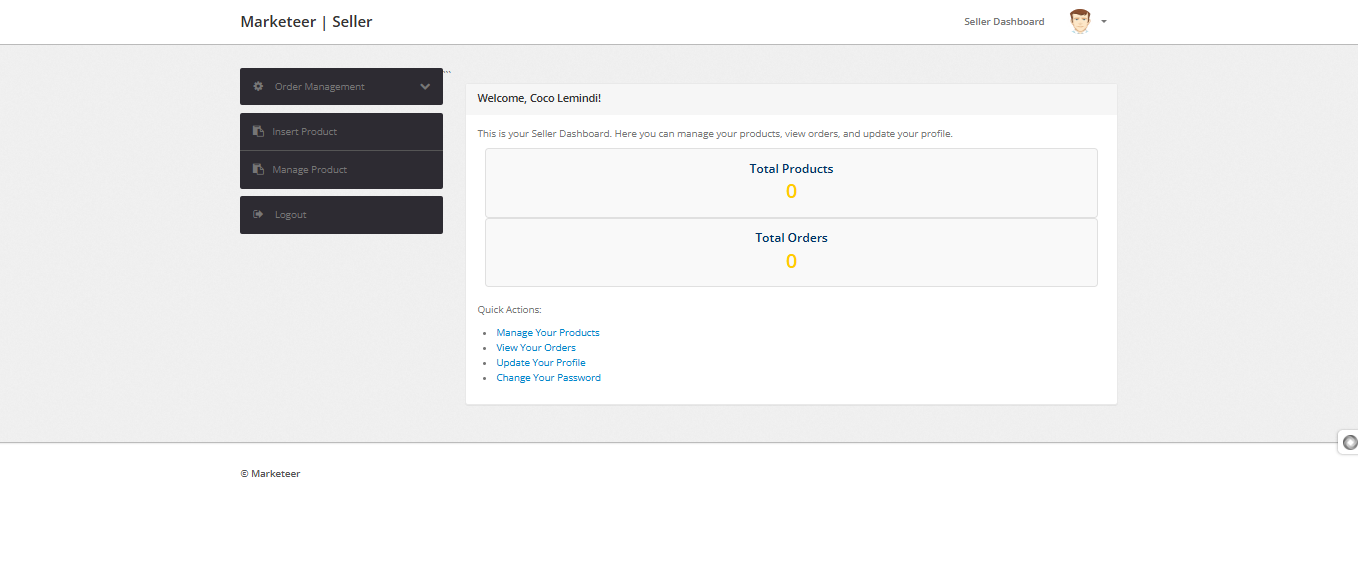 Marketeer | Seller
Seller Dashboard
Order Management
```
Insert Product
Manage Product
Logout
Welcome, Coco Lemindi!
This is your Seller Dashboard. Here you can manage your products, view orders, and update your profile.
Total Products
0
Total Orders
0
Quick Actions:
Manage Your Products
View Your Orders
Update Your Profile
Change Your Password
© Marketeer